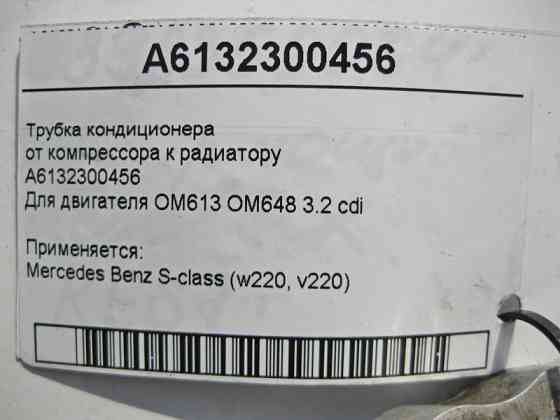 A6132300456
Трубка кондиционера
от компрессора к радиатору
A6132300456
Для двигателя OM613 OM648 3.2 cdi
Применяется:
Mercedes Benz S-class (w220, v220)